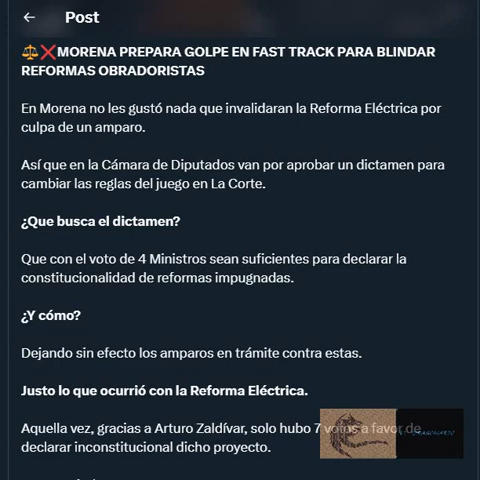 Post
⚖️❌MORENA PREPARA GOLPE EN FAST TRACK PARA BLINDAR
REFORMAS OBRADORISTAS
En Morena no les gustó nada que invalidaran la Reforma Eléctrica por
culpa de un amparo.
Así que en la Cámara de Diputados van por aprobar un dictamen para
cambiar las reglas del juego en La Corte.
¿Que busca el dictamen?
Que con el voto de 4 Ministros sean suficientes para declarar la
constitucionalidad de reformas impugnadas.
¿Y cómo?
Dejando sin efecto los amparos en trámite contra estas.
Justo lo que ocurrió con la Reforma Eléctrica.
Aquella vez, gracias a Arturo Zaldívar, solo hubo 7 votos a favor de
declarar inconstitucional dicho proyecto.